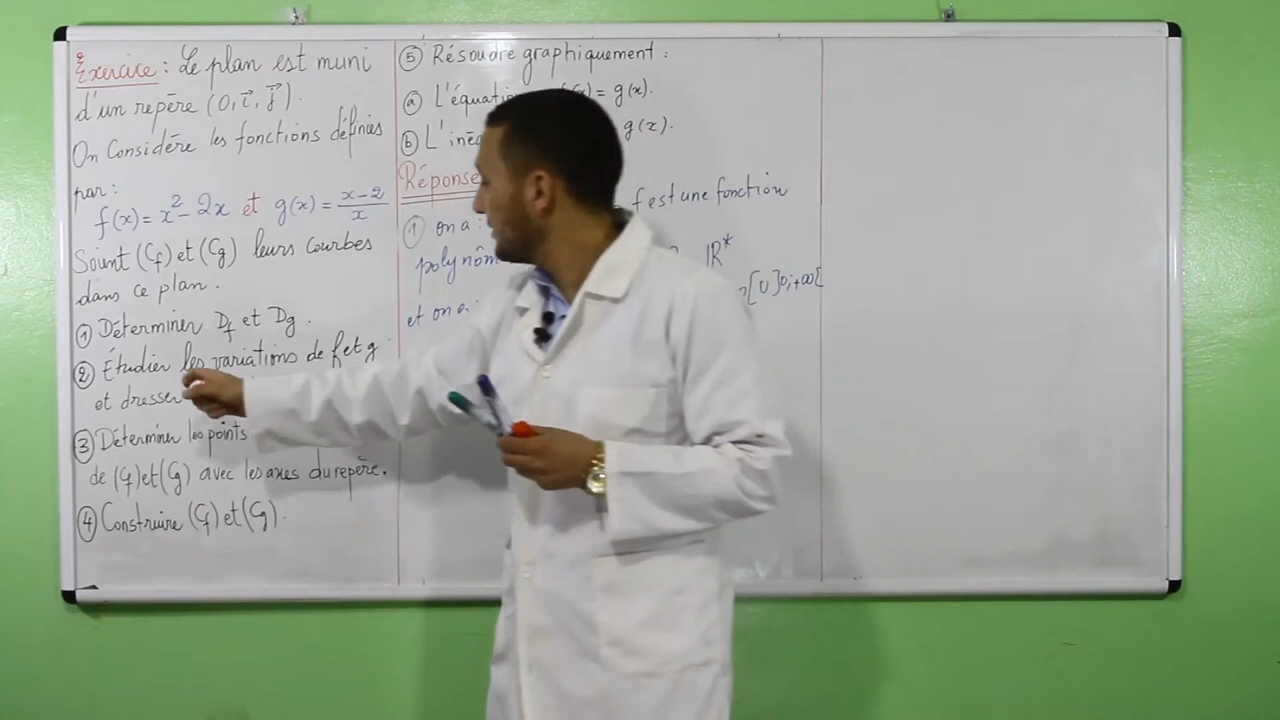 Exercice : Le plan est muni
d'un repère (O, i⃗, j⃗).
On Considère les fonctions définies
par :
f(x) = x² - 2x et g(x) = \frac{x-2}{x}
Soient (Cf) et (Cg) leurs courbes
dans ce plan.
① Déterminer Df et Dg.
② Étudier les variations de f et g.
et dresser
③ Déterminer les points
de (Cf) et (Cg) avec les axes du repère.
④ Construire (Cf) et (Cg).
⑤ Résoudre graphiquement :
ⓐ L'équation = g(x).
ⓑ L' g(x).
Réponse
① on a : f est une fonction
polynôm ℝ*
et on a : [U]0;+∞[